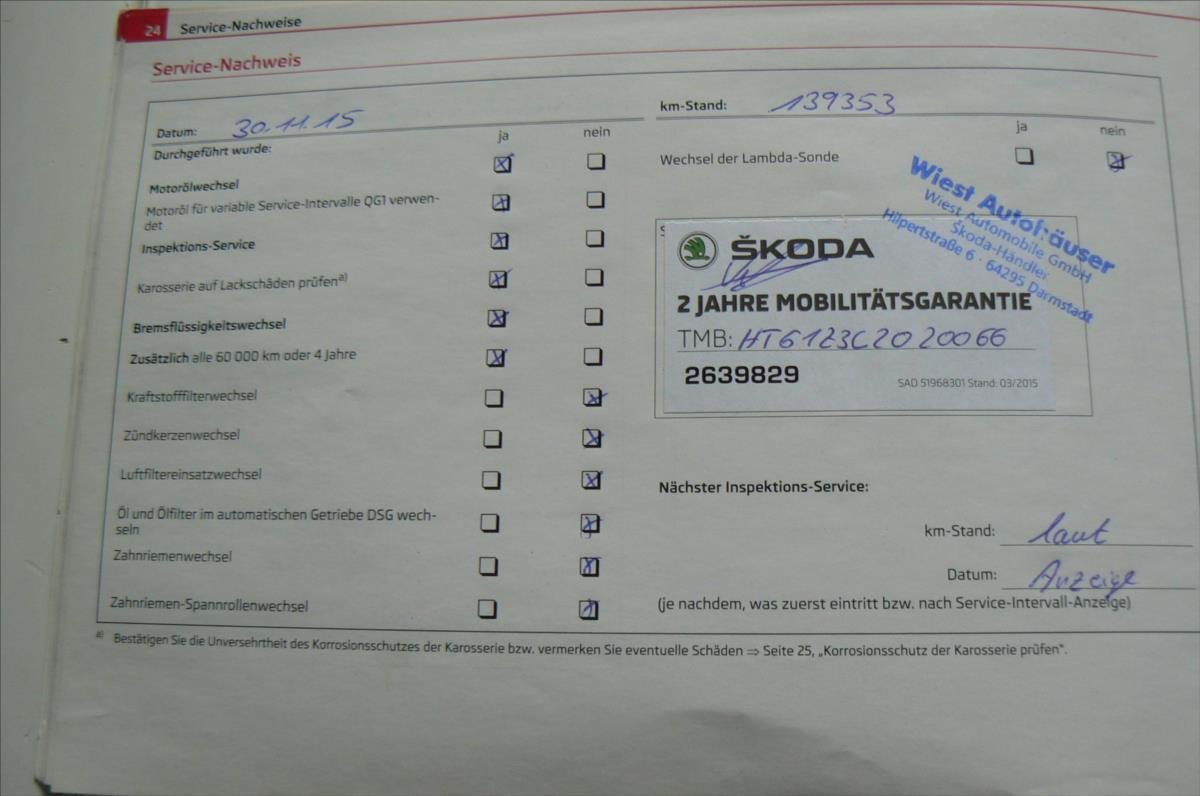 24 Service-Nachweise
Service-Nachweis
Datum: 30.11.15
ja nein
Durchgeführt wurde:
Motorölwechsel
Motoröl für variable Service-Intervalle QG1 verwen-
det
Inspektions-Service
Karosserie auf Lackschäden prüfen a)
Bremsflüssigkeitswechsel
Zusätzlich alle 60 000 km oder 4 Jahre
Kraftstofffilterwechsel
Zündkerzenwechsel
Luftfiltereinsatzwechsel
Öl und Ölfilter im automatischen Getriebe DSG wech-
seln
Zahnriemenwechsel
Zahnriemen-Spannrollenwechsel
km-Stand: 139353
ja nein
Wechsel der Lambda-Sonde
Wiest Autohäuser
Wiest Automobile GmbH
Škoda-Händler
Hilpertstraße 6 · 64295 Darmstadt
ŠKODA
2 JAHRE MOBILITÄTSGARANTIE
TMB: HT61Z3C2020066
2639829
SAD 51968301 Stand: 03/2015
Nächster Inspektions-Service:
km-Stand: laut
Datum: Anzeige
(je nachdem, was zuerst eintritt bzw. nach Service-Intervall-Anzeige)
a) Bestätigen Sie die Unversehrtheit des Korrosionsschutzes der Karosserie bzw. vermerken Sie eventuelle Schäden ⇒ Seite 25, „Korrosionsschutz der Karosserie prüfen".